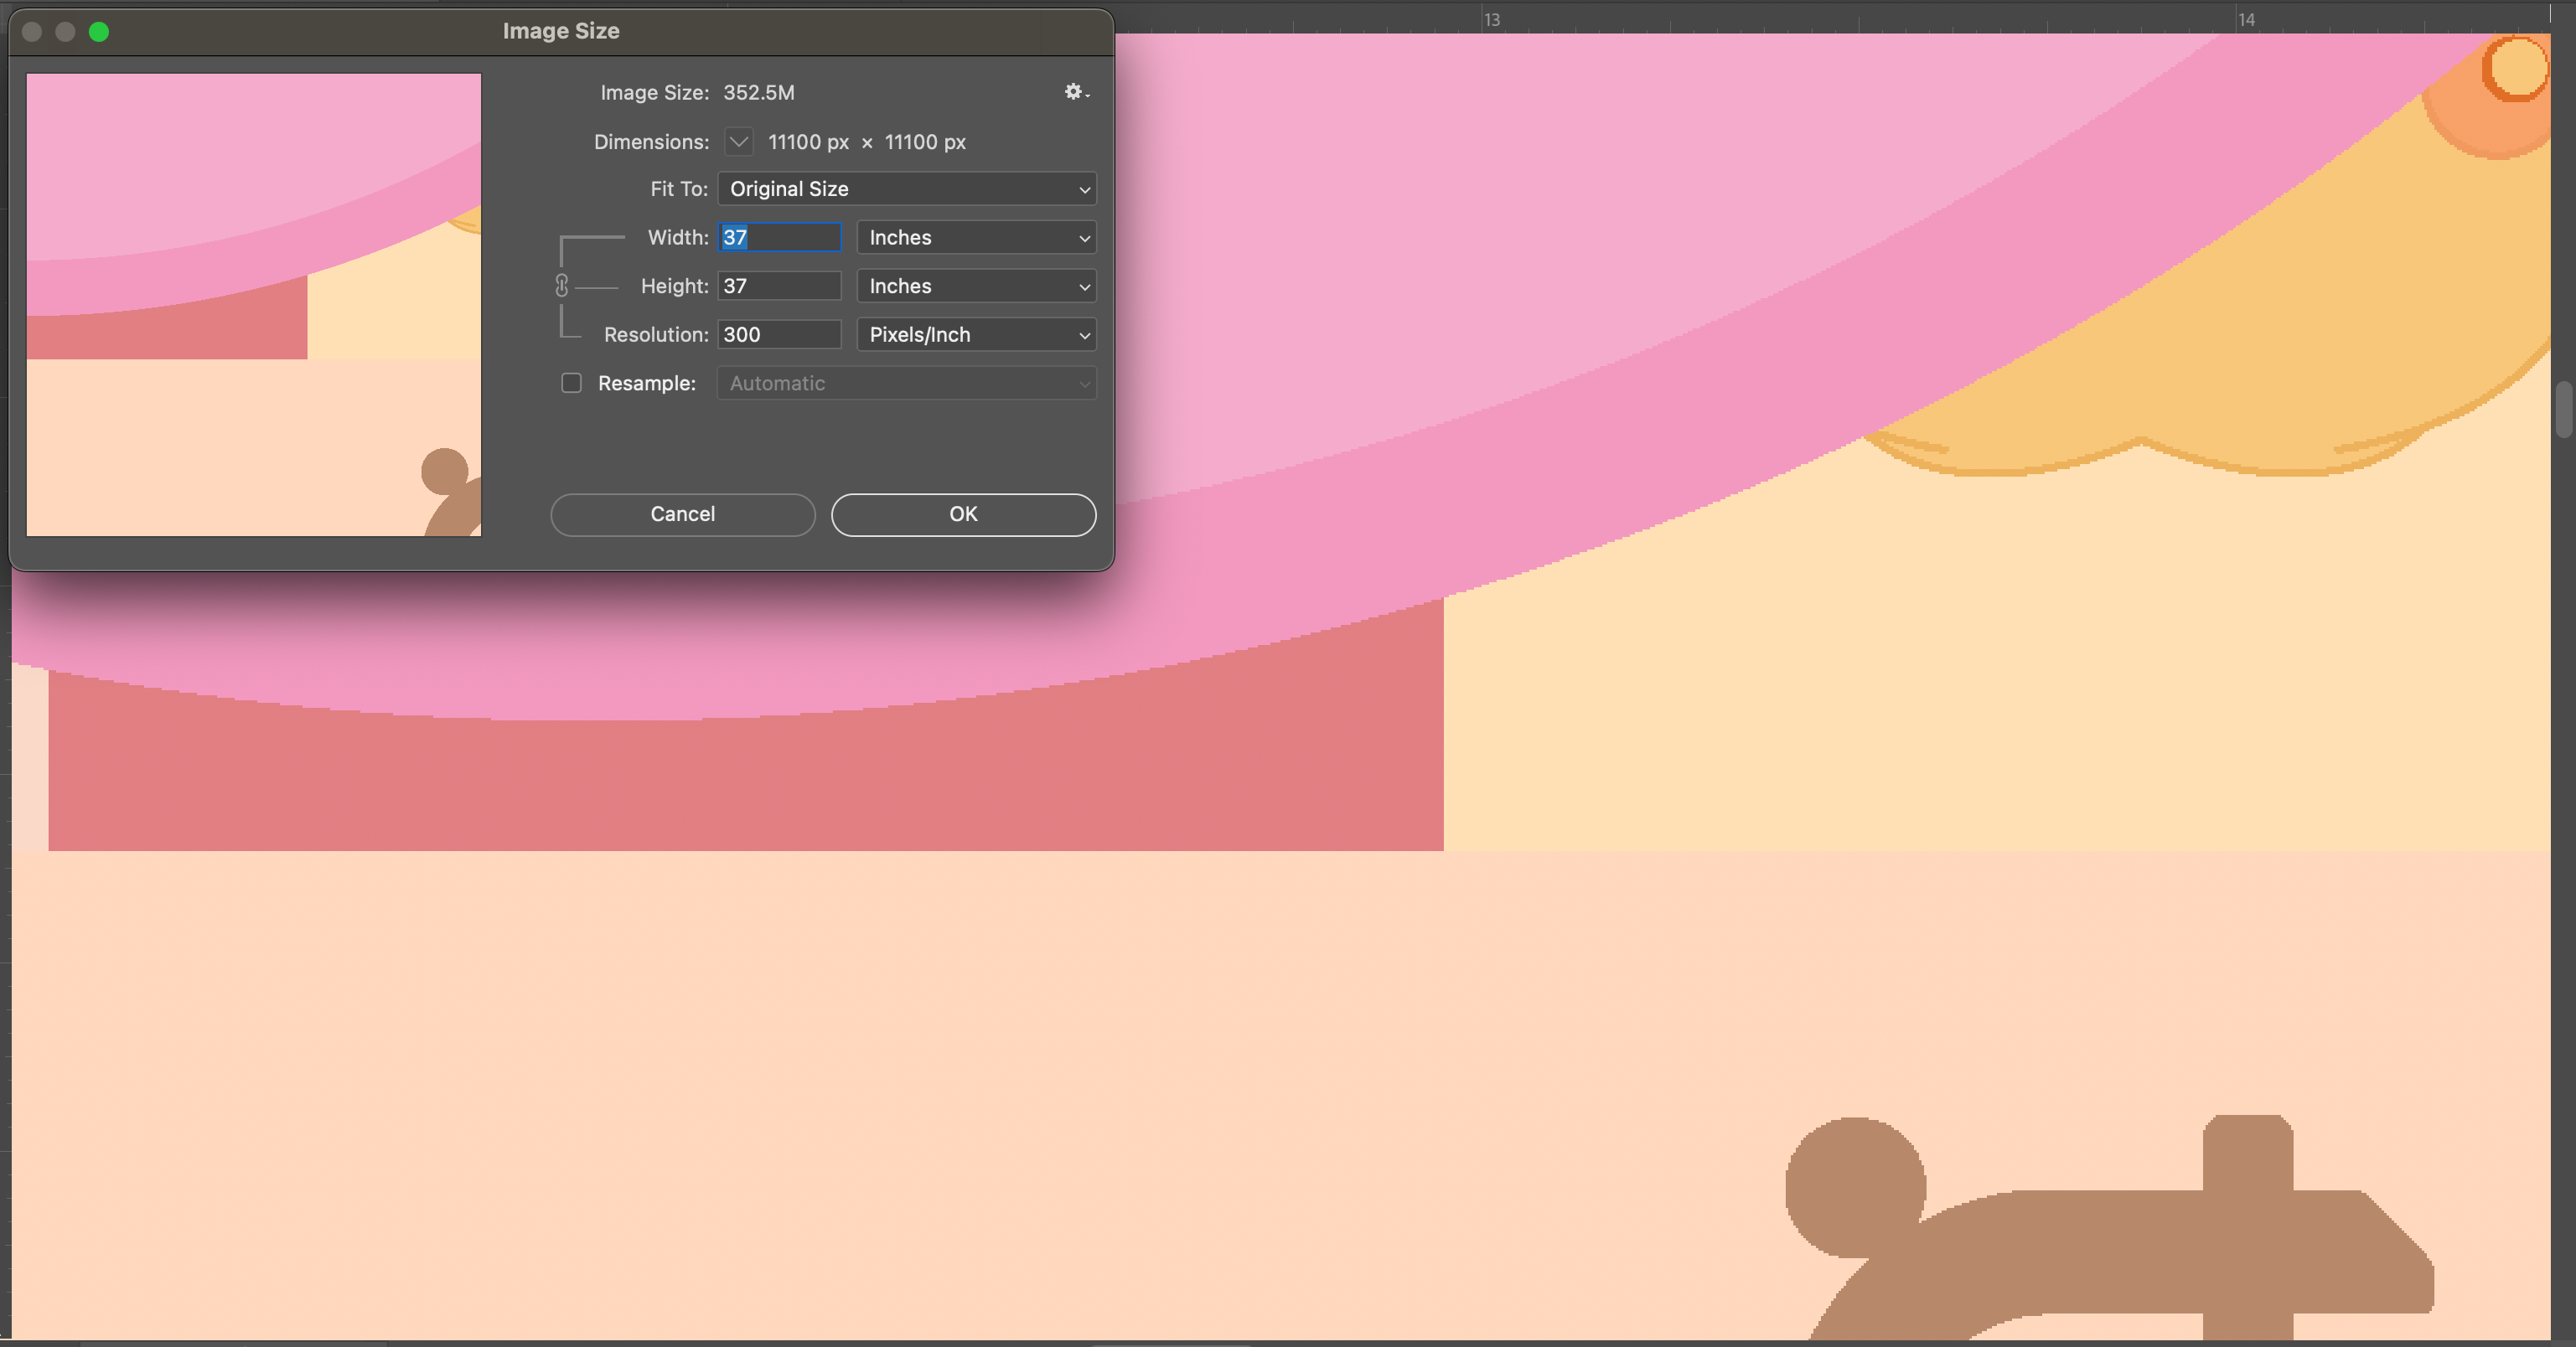 Image Size
13
14
Image Size: 352.5M
Dimensions: 11100 px × 11100 px
Fit To: Original Size
Width: 37 Inches
Height: 37 Inches
Resolution: 300 Pixels/Inch
Resample: Automatic
Cancel OK